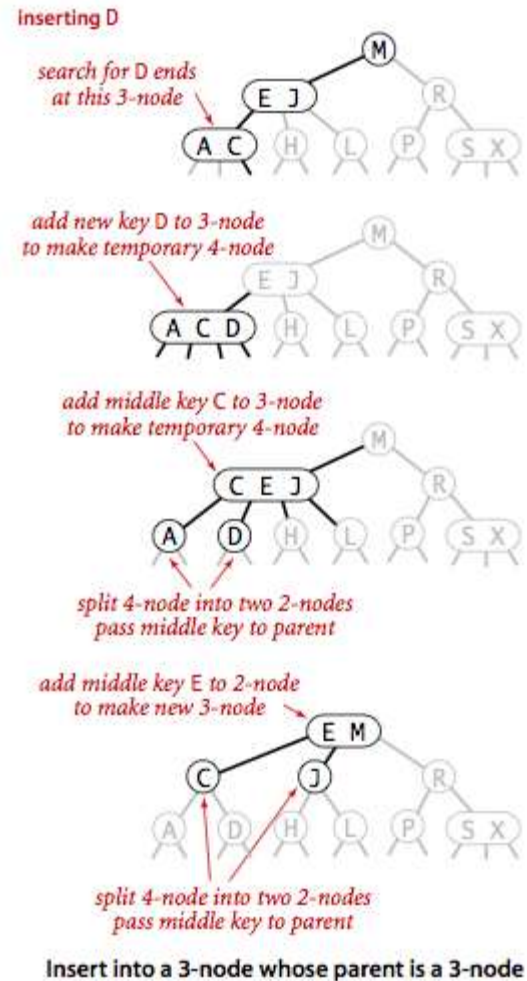 inserting D
M
search for D ends
at this 3-node
E J
R
A C
H
L
P
S X
add new key D to 3-node
to make temporary 4-node
M
E J
R
A C D
H
L
P
S X
add middle key C to 3-node
to make temporary 4-node
M
C E J
R
A
D
H
L
P
S X
split 4-node into two 2-nodes
pass middle key to parent
add middle key E to 2-node
to make new 3-node
E M
C
J
R
A
D
H
L
P
S X
split 4-node into two 2-nodes
pass middle key to parent
Insert into a 3-node whose parent is a 3-node